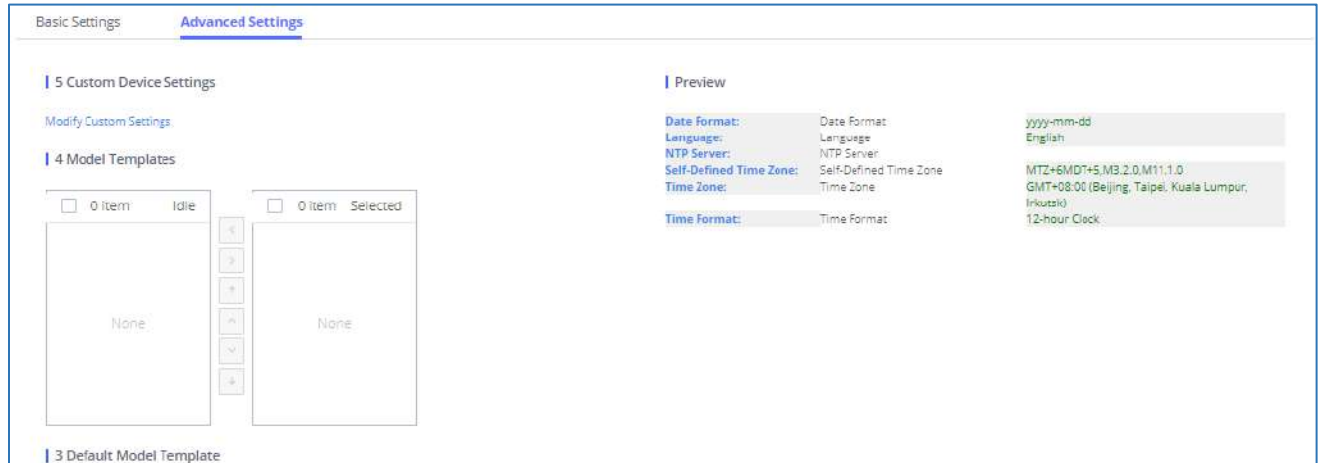 Basic Settings
Advanced Settings
5 Custom Device Settings
Modify Custom Settings
4 Model Templates
0 item Idle
None
0 item Selected
None
3 Default Model Template
Preview
Date Format: Date Format yyyy-mm-dd
Language: Language English
NTP Server: NTP Server
Self-Defined Time Zone: Self-Defined Time Zone MTZ+6MDT+5,M3.2.0,M11.1.0
Time Zone: Time Zone GMT+08:00 (Beijing, Taipei, Kuala Lumpur,
Irkutsk)
Time Format: Time Format 12-hour Clock